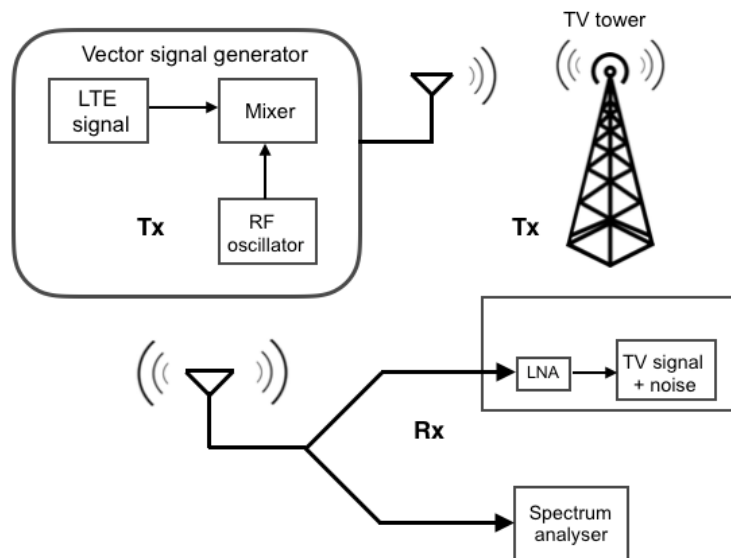 Vector signal generator
LTE
signal
Mixer
RF
oscillator
Tx
TV tower
Tx
LNA
TV signal
+ noise
Rx
Spectrum
analyser